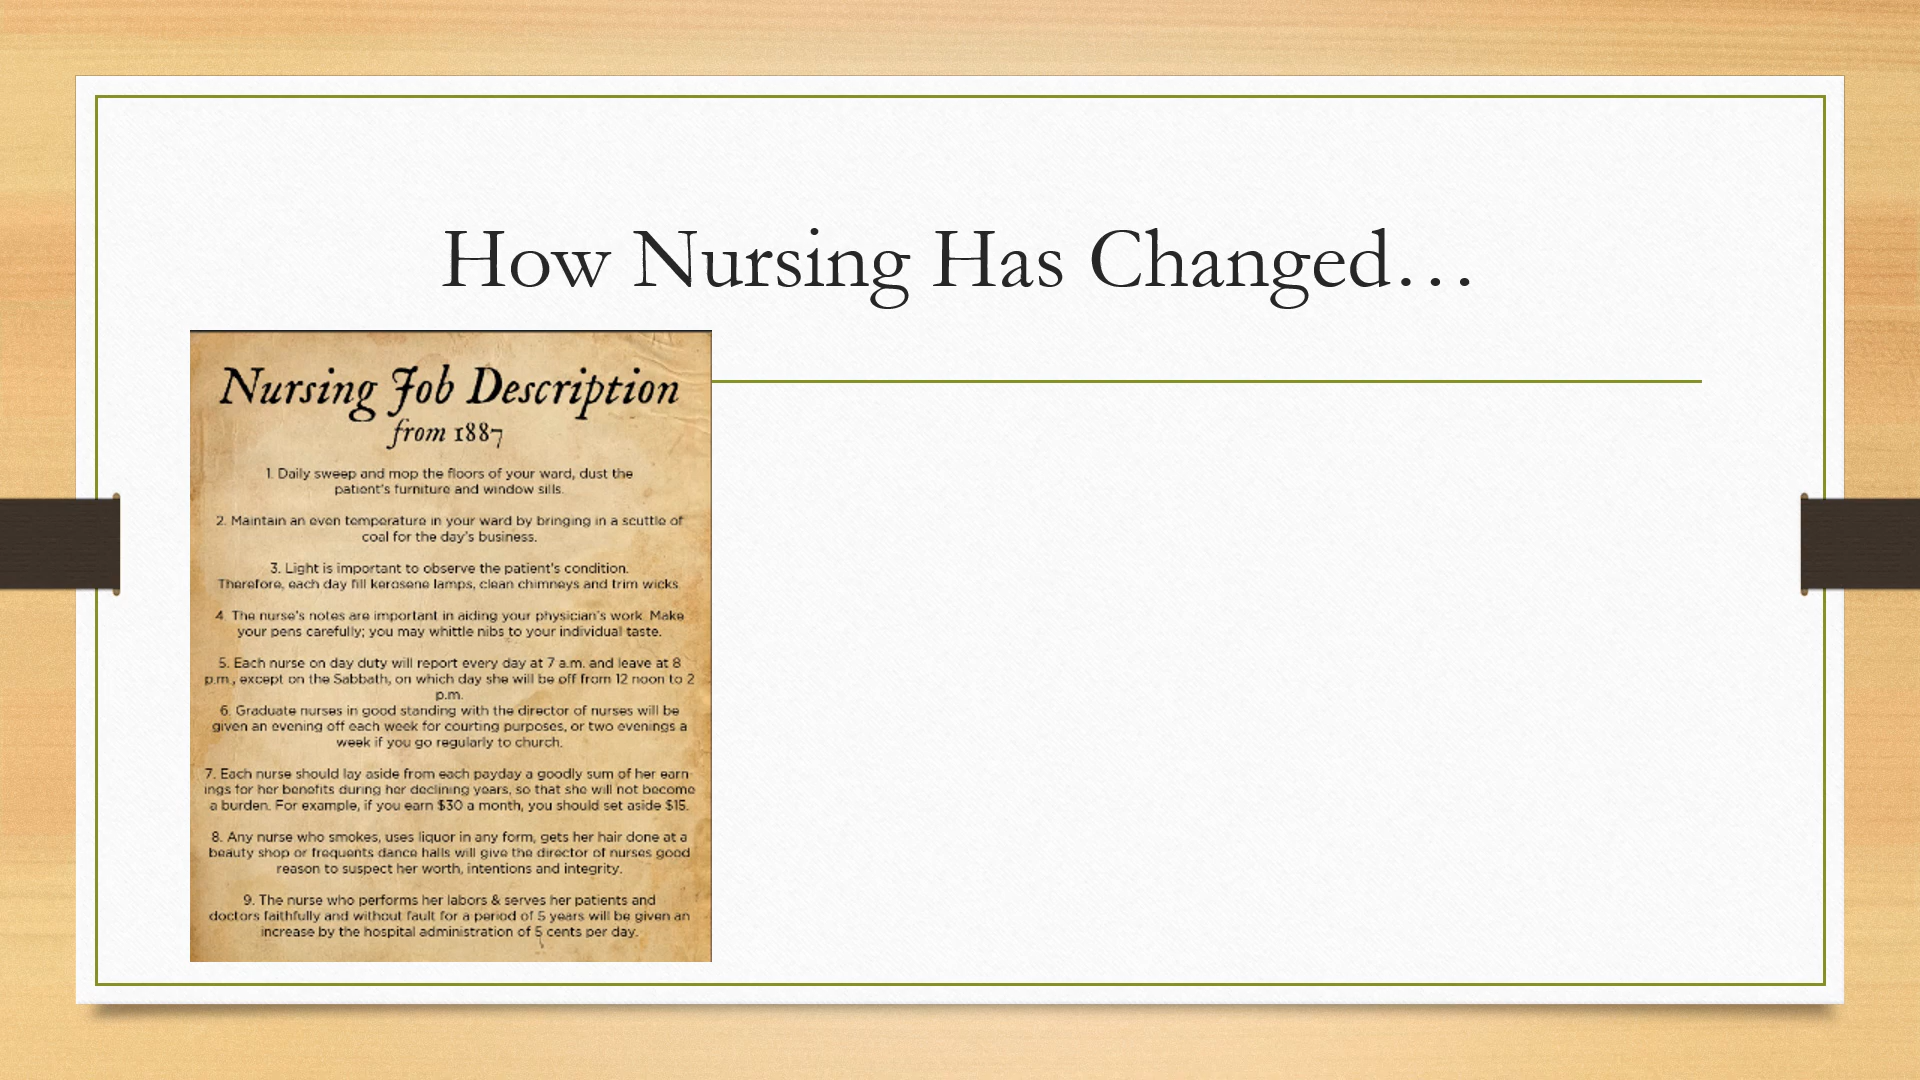 How Nursing Has Changed…
Nursing Job Description
from 1887
1. Daily sweep and mop the floors of your ward, dust the
patient's furniture and window sills.
2. Maintain an even temperature in your ward by bringing in a scuttle of
coal for the day's business.
3. Light is important to observe the patient's condition.
Therefore, each day fill kerosene lamps, clean chimneys and trim wicks.
4. The nurse's notes are important in aiding your physician's work. Make
your pens carefully; you may whittle nibs to your individual taste.
5. Each nurse on day duty will report every day at 7 a.m. and leave at 8
p.m., except on the Sabbath, on which day she will be off from 12 noon to 2
p.m.
6. Graduate nurses in good standing with the director of nurses will be
given an evening off each week for courting purposes, or two evenings a
week if you go regularly to church.
7. Each nurse should lay aside from each payday a goodly sum of her earn-
ings for her benefits during her declining years, so that she will not become
a burden. For example, if you earn $30 a month, you should set aside $15.
8. Any nurse who smokes, uses liquor in any form, gets her hair done at a
beauty shop or frequents dance halls will give the director of nurses good
reason to suspect her worth, intentions and integrity.
9. The nurse who performs her labors & serves her patients and
doctors faithfully and without fault for a period of 5 years will be given an
increase by the hospital administration of 5 cents per day.